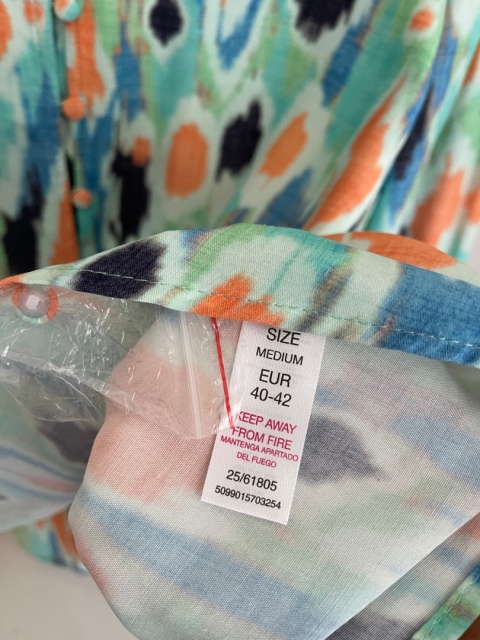 SIZE
MEDIUM
EUR
40-42
KEEP AWAY
FROM FIRE
MANTENGA APARTADO
DEL FUEGO
25/61805
5099015703254